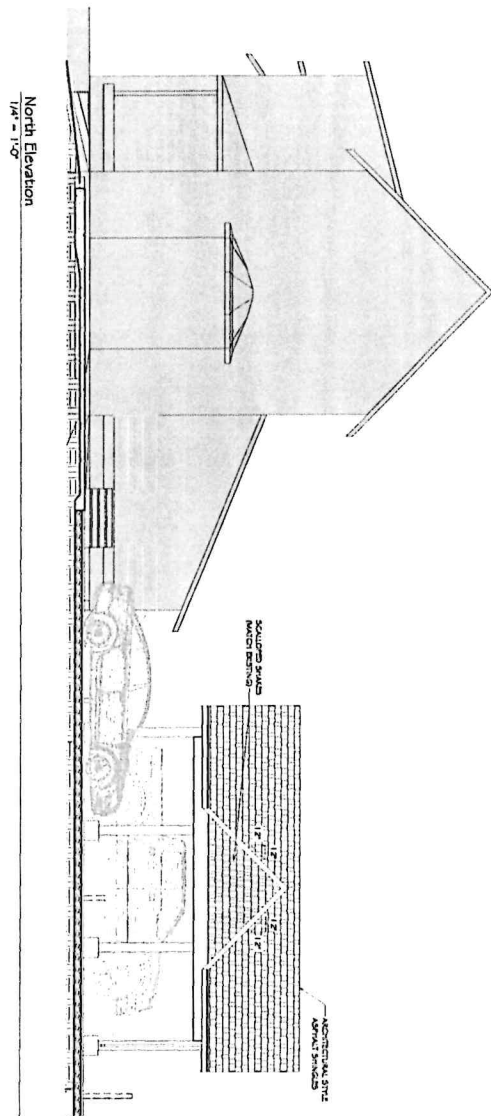 North Elevation
1/4" = 1'-0"
SCALLOPED SHAKES
(MATCH EXISTING)
12"
12"
12"
12"
ARCHITECTURAL STYLE
ASPHALT SHINGLES